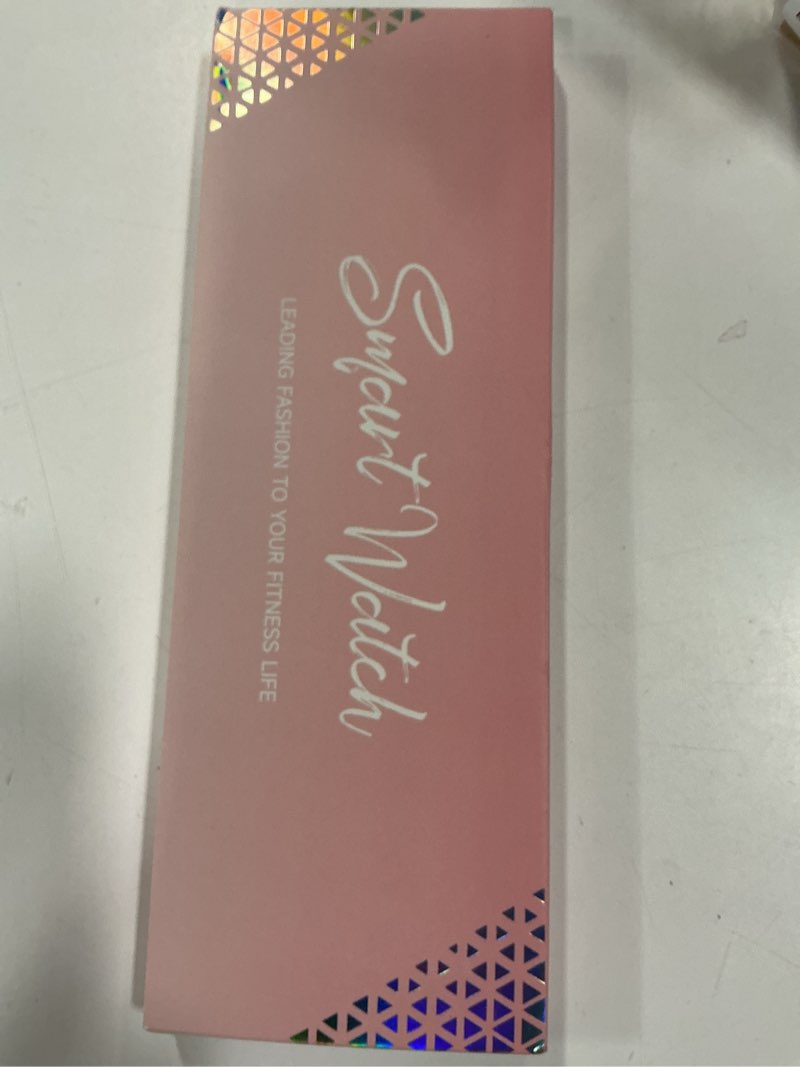 Smart Watch
LEADING FASHION TO YOUR FITNESS LIFE